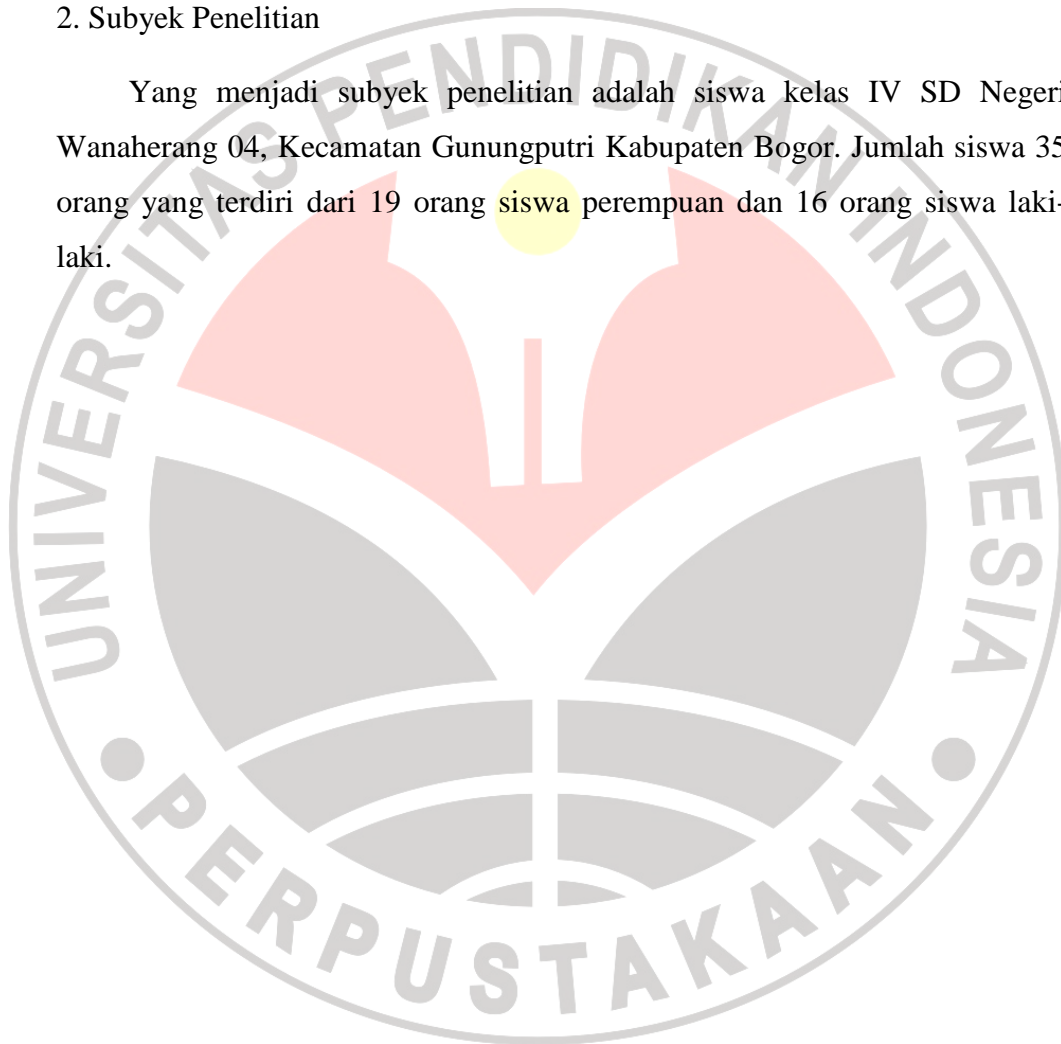 2. Subyek Penelitian
Yang menjadi subyek penelitian adalah siswa kelas IV SD Negeri
Wanaherang 04, Kecamatan Gunungputri Kabupaten Bogor. Jumlah siswa 35
orang yang terdiri dari 19 orang siswa perempuan dan 16 orang siswa laki-
laki.
UNIVERSITAS PENDIDIKAN INDONESIA
PERPUSTAKAAN